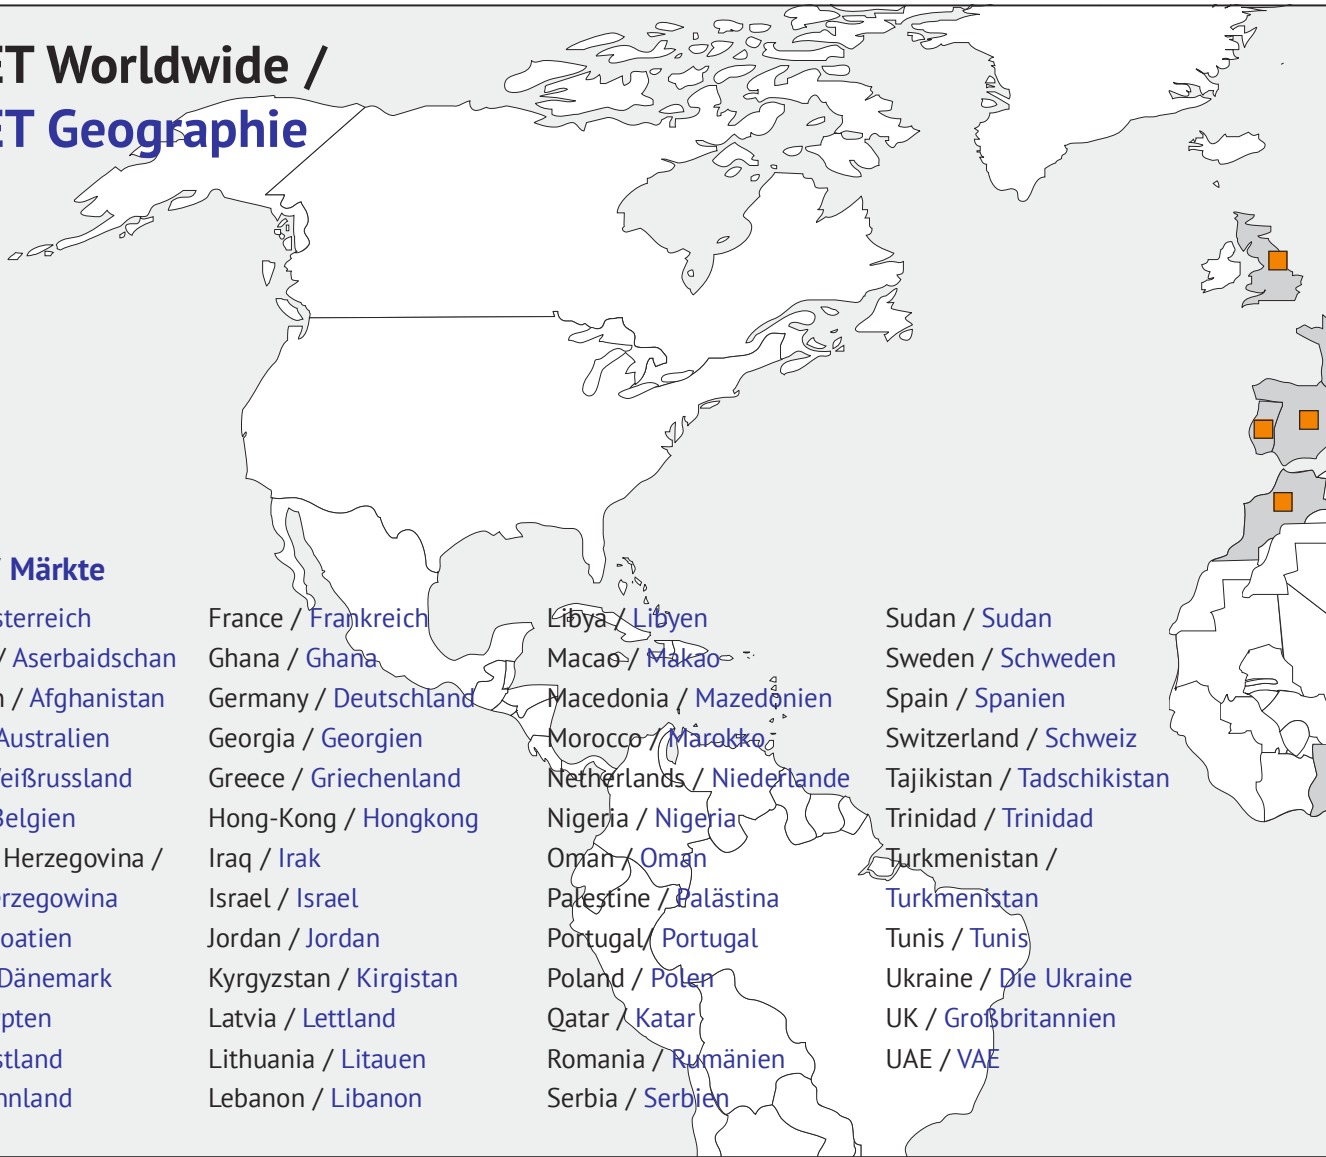 ET Worldwide /
ET Geographie
/ Märkte
sterreich
/ Aserbaidschan
n / Afghanistan
Australien
eißrussland
Belgien
Herzegovina /
erzegowina
oatien
Dänemark
pten
stland
nnland
France / Frankreich
Ghana / Ghana
Germany / Deutschland
Georgia / Georgien
Greece / Griechenland
Hong-Kong / Hongkong
Iraq / Irak
Israel / Israel
Jordan / Jordan
Kyrgyzstan / Kirgistan
Latvia / Lettland
Lithuania / Litauen
Lebanon / Libanon
Libya / Libyen
Macao / Makao
Macedonia / Mazedonien
Morocco / Marokko
Netherlands / Niederlande
Nigeria / Nigeria
Oman / Oman
Palestine / Palästina
Portugal/ Portugal
Poland / Polen
Qatar / Katar
Romania / Rumänien
Serbia / Serbien
Sudan / Sudan
Sweden / Schweden
Spain / Spanien
Switzerland / Schweiz
Tajikistan / Tadschikistan
Trinidad / Trinidad
Turkmenistan /
Turkmenistan
Tunis / Tunis
Ukraine / Die Ukraine
UK / Großbritannien
UAE / VAE